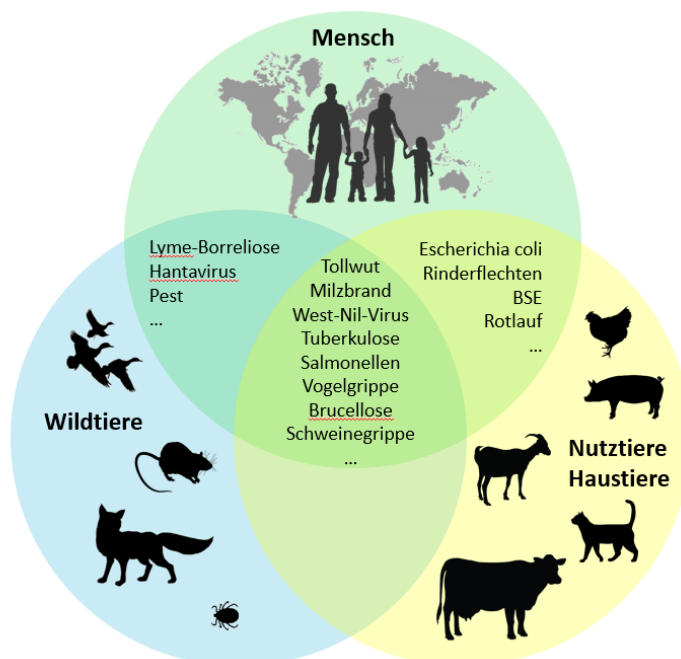 Mensch
Lyme-Borreliose
Hantavirus
Pest
...
Tollwut
Milzbrand
West-Nil-Virus
Tuberkulose
Salmonellen
Vogelgrippe
Brucellose
Schweinegrippe
...
Escherichia coli
Rinderflechten
BSE
Rotlauf
...
Wildtiere
Nutztiere
Haustiere